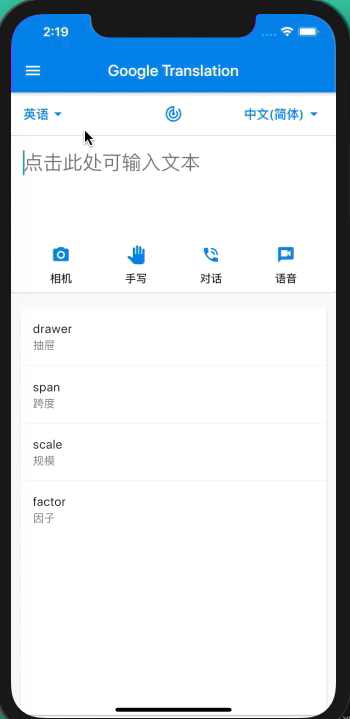 2:19
Google Translation
英语 中文(简体)
点击此处可输入文本
相机 手写 对话 语音
drawer
抽屉
span
跨度
scale
规模
factor
因子